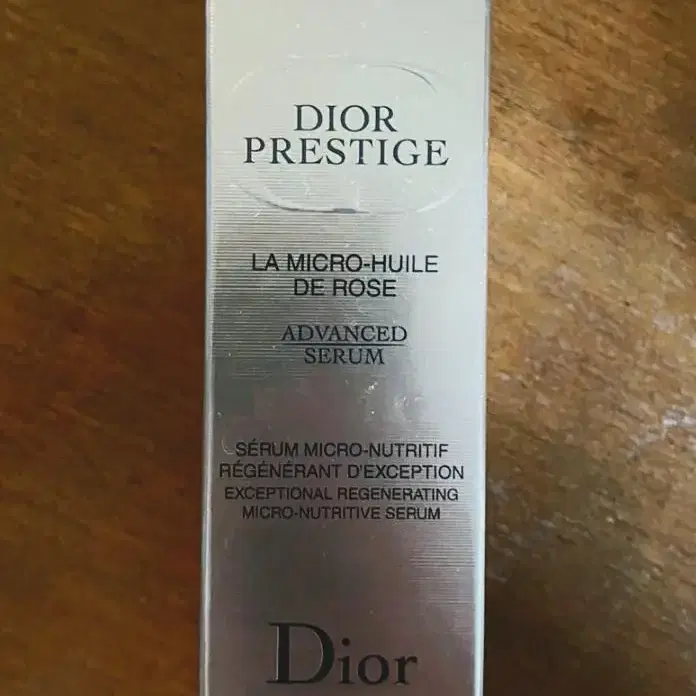 DIOR
PRESTIGE
LA MICRO-HUILE
DE ROSE
ADVANCED
SERUM
SÉRUM MICRO-NUTRITIF
RÉGÉNÉRANT D'EXCEPTION
EXCEPTIONAL REGENERATING
MICRO-NUTRITIVE SERUM
Dior